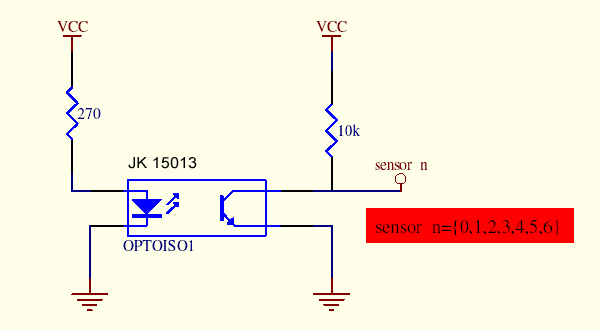 VCC
VCC
270
10k
JK 15013
sensor n
sensor n={0,1,2,3,4,5,6}
OPTOISO1